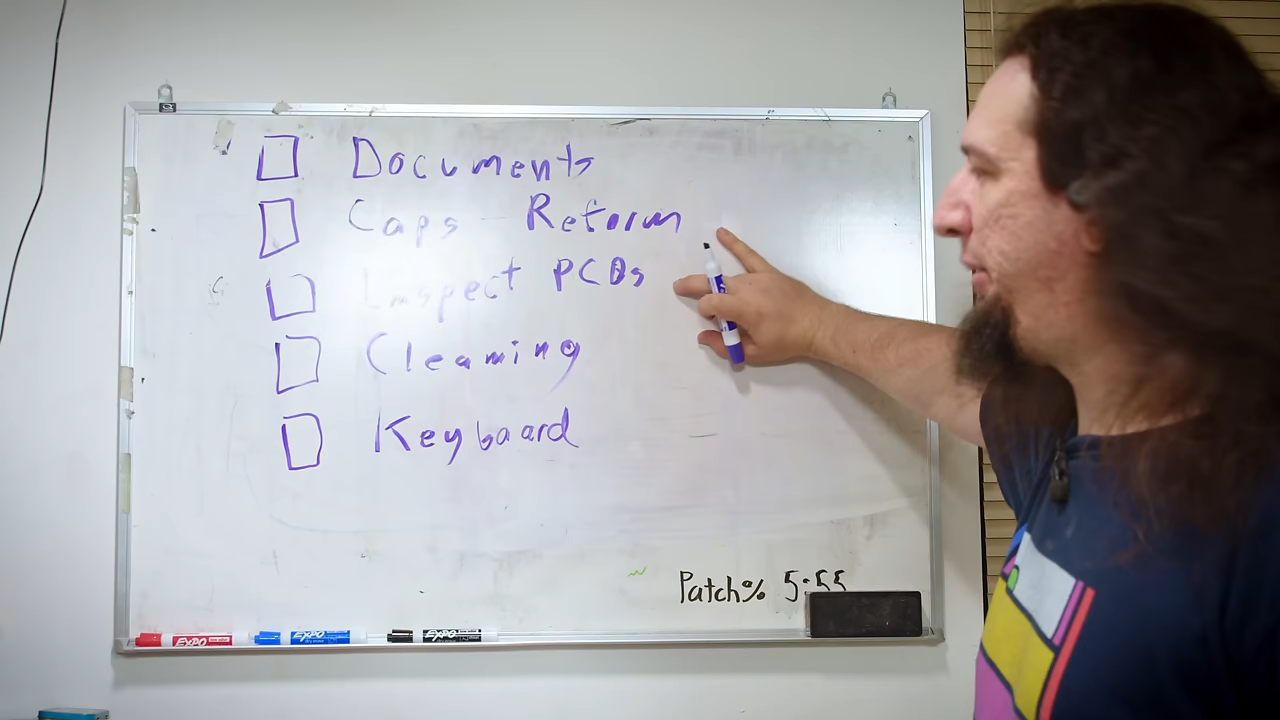 Documents
Caps - Reform
Inspect PCBs
Cleaning
Keyboard
Patch% 5:55
EXPO EXPO EXPO